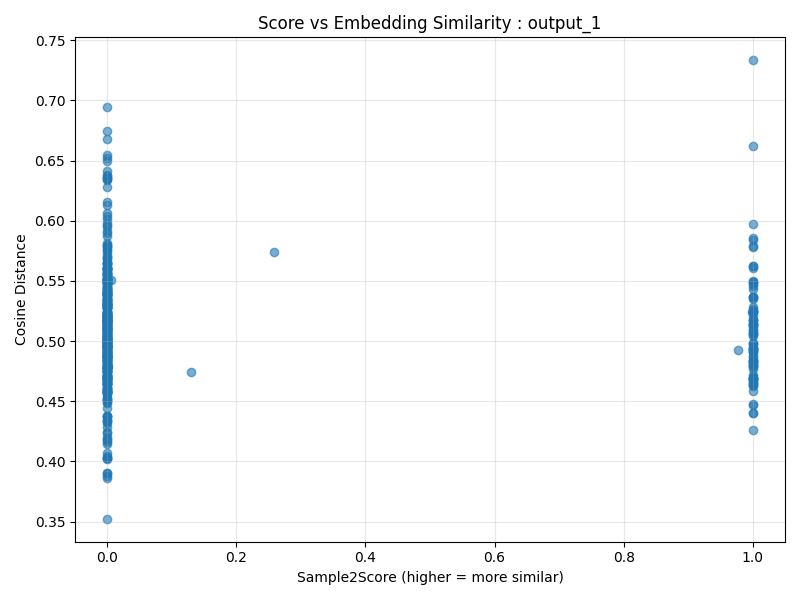 Score vs Embedding Similarity : output_1
Cosine Distance
0.75
0.70
0.65
0.60
0.55
0.50
0.45
0.40
0.35
0.0 0.2 0.4 0.6 0.8 1.0
Sample2Score (higher = more similar)